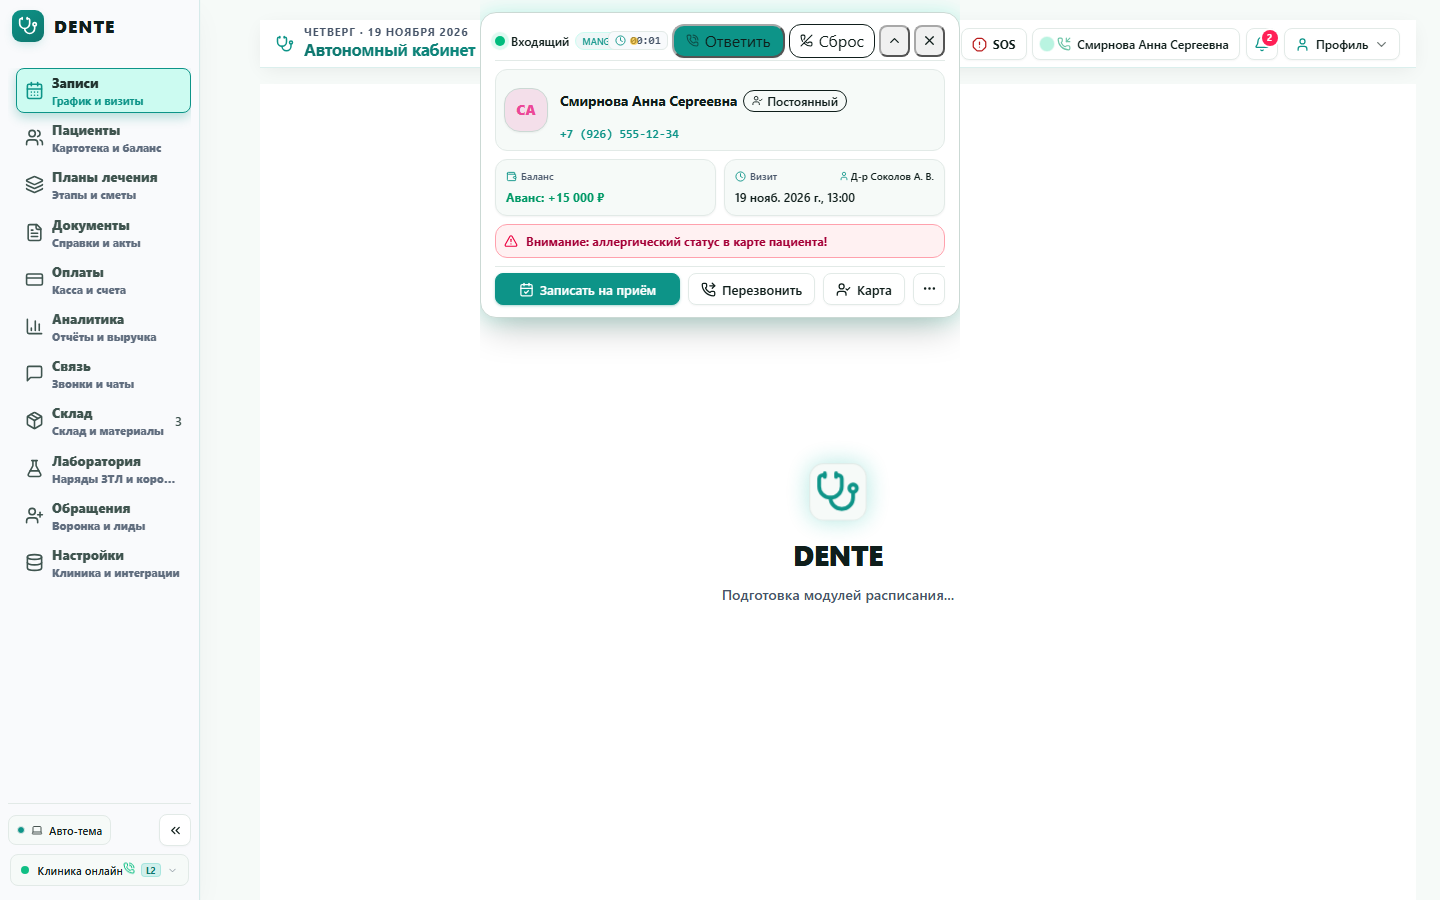 DENTE
Записи
График и визиты
Пациенты
Картотека и баланс
Планы лечения
Этапы и сметы
Документы
Справки и акты
Оплаты
Касса и счета
Аналитика
Отчёты и выручка
Связь
Звонки и чаты
Склад
Склад и материалы
3
Лаборатория
Наряды ЗТЛ и коро...
Обращения
Воронка и лиды
Настройки
Клиника и интеграции
Авто-тема
Клиника онлайн
L2
ЧЕТВЕРГ · 19 НОЯБРЯ 2026
Автономный кабинет
Входящий
MANG
00:01
Ответить
Сброс
SOS
Смирнова Анна Сергеевна
2
Профиль
СА
Смирнова Анна Сергеевна
Постоянный
+7 (926) 555-12-34
Баланс
Аванс: +15 000 ₽
Визит
Д-р Соколов А. В.
19 нояб. 2026 г., 13:00
Внимание: аллергический статус в карте пациента!
Записать на приём
Перезвонить
Карта
DENTE
Подготовка модулей расписания...